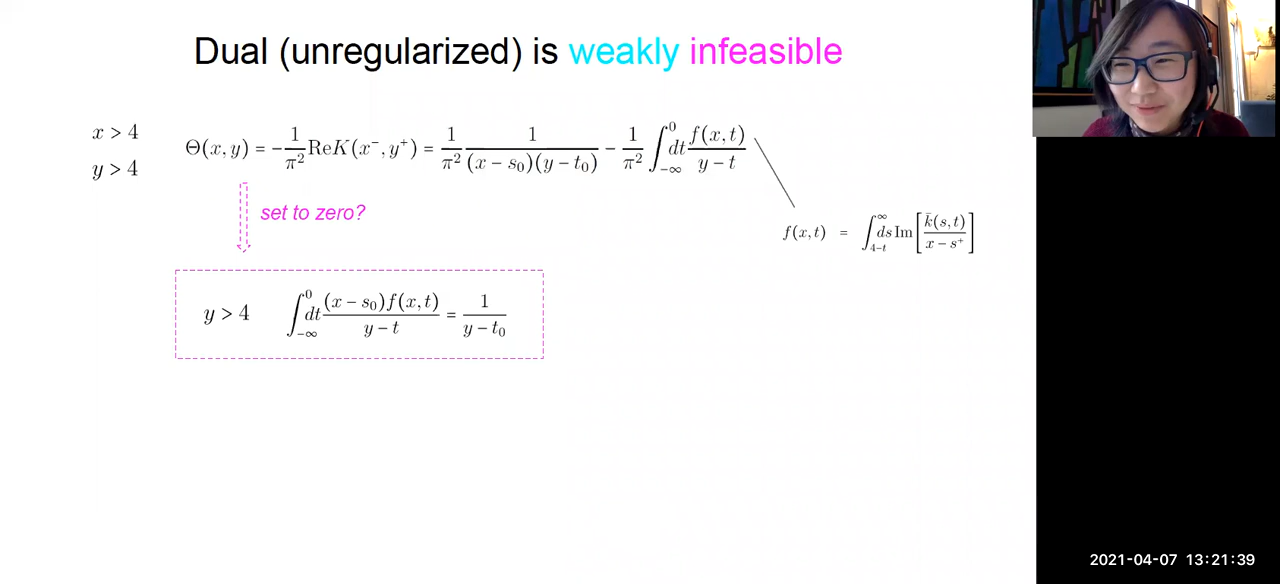 Dual (unregularized) is weakly infeasible
x > 4
y > 4
Θ(x, y) = −1/π² ReK(x⁻, y⁺) = 1/π² 1/((x − s₀)(y − t₀)) − 1/π² ∫₋∞⁰ dt f(x, t)/(y − t)
set to zero?
f(x, t) = ∫₄₋ₜ^∞ ds Im[k̄(s, t)/(x − s⁺)]
y > 4 ∫₋∞⁰ dt (x − s₀)f(x, t)/(y − t) = 1/(y − t₀)
2021-04-07 13:21:39